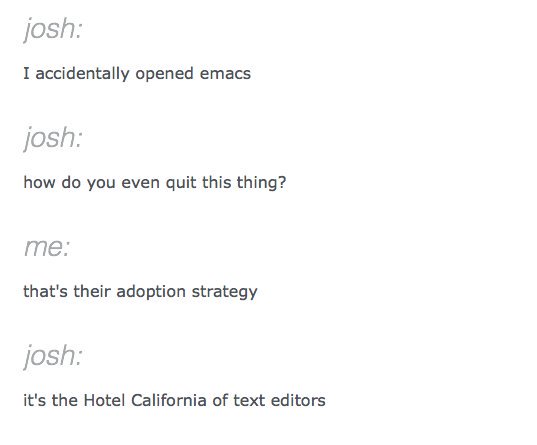 josh:
I accidentally opened emacs
josh:
how do you even quit this thing?
me:
that's their adoption strategy
josh:
it's the Hotel California of text editors